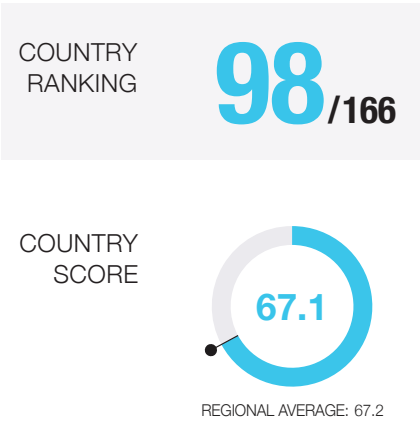 COUNTRY
RANKING
98/166
COUNTRY
SCORE
67.1
REGIONAL AVERAGE: 67.2